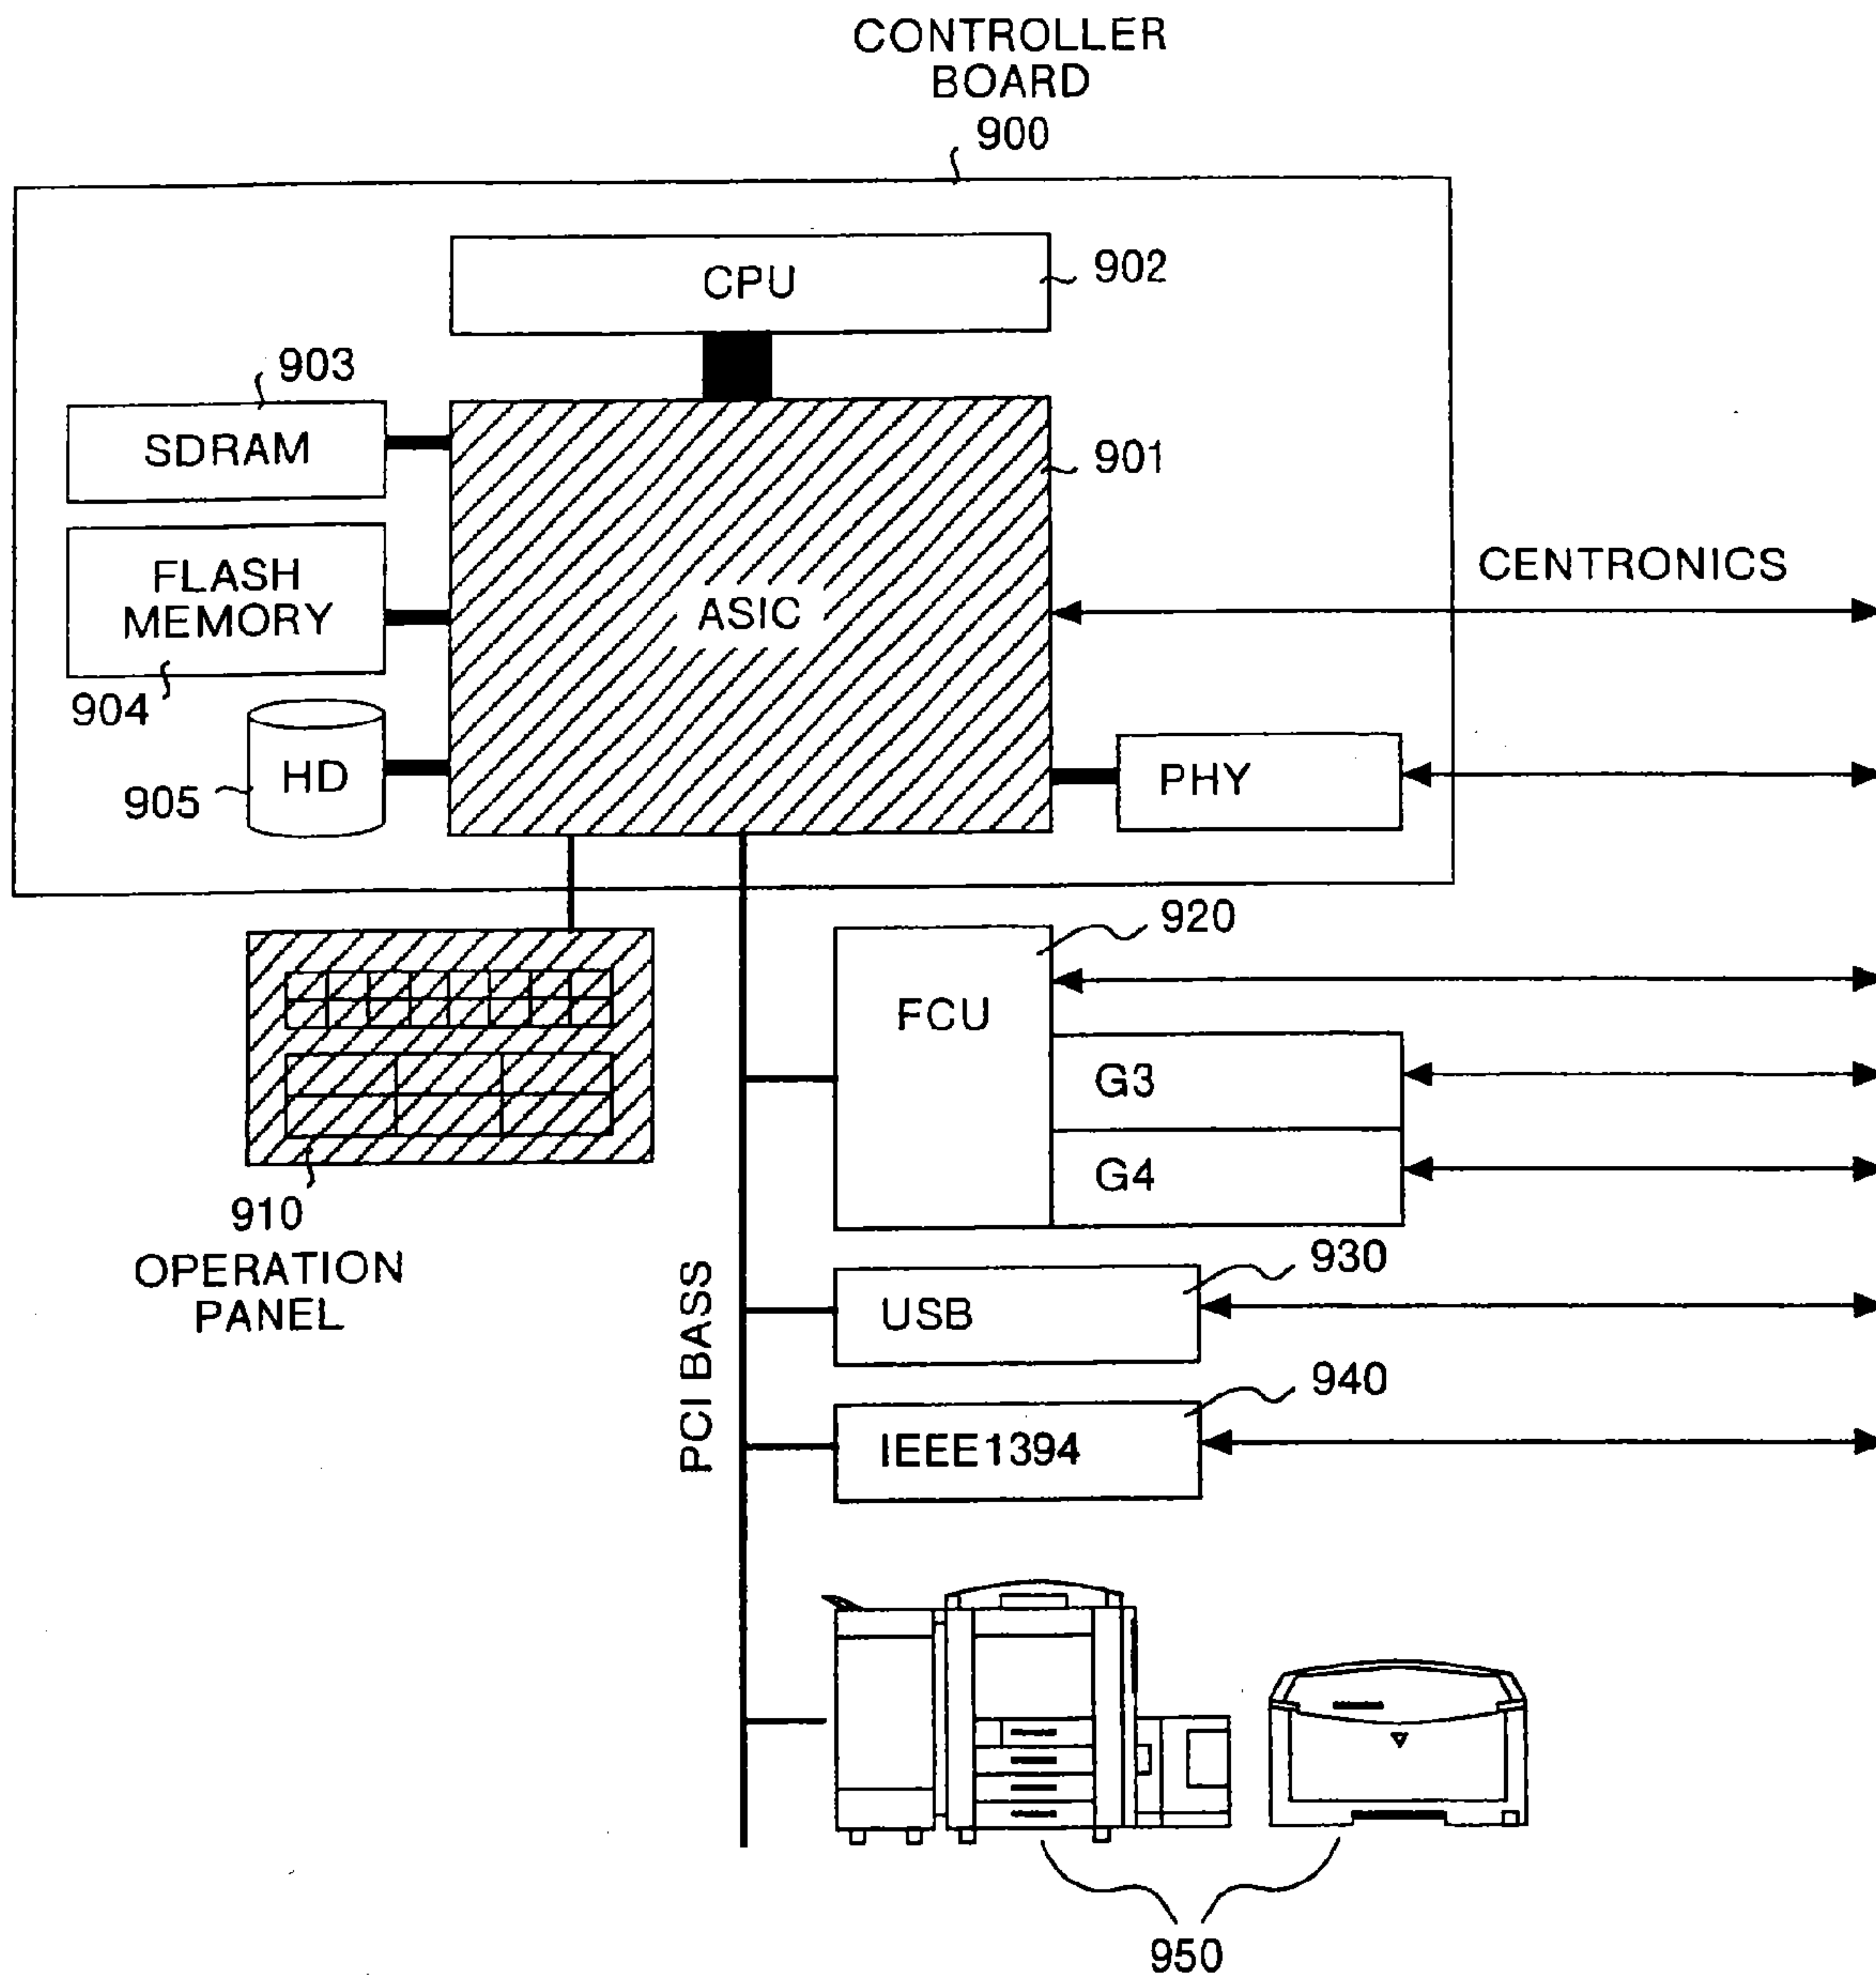 CONTROLLER
BOARD
900
CPU
902
903
SDRAM
901
FLASH
MEMORY
904
ASIC
CENTRONICS
HD
905
PHY
920
FCU
G3
G4
910
OPERATION
PANEL
PCI BASS
930
USB
940
IEEE1394
950